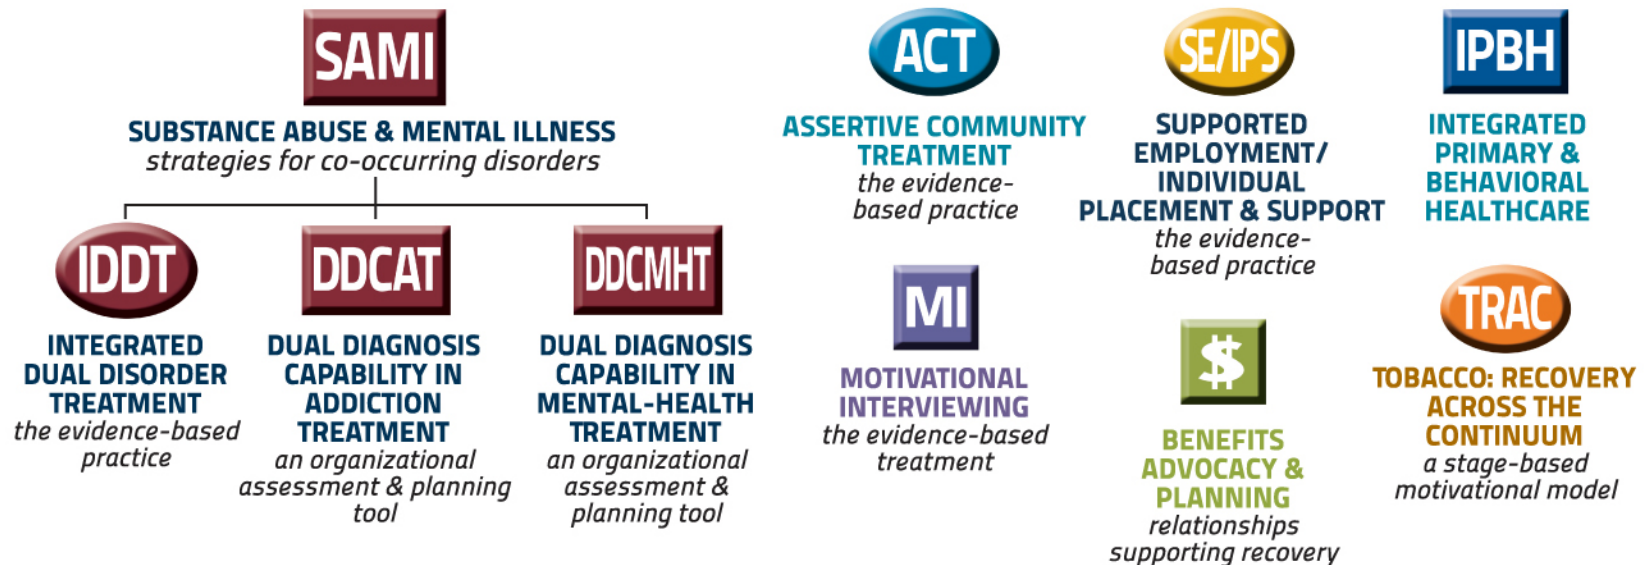 SAMI
SUBSTANCE ABUSE & MENTAL ILLNESS
strategies for co-occurring disorders
IDDT
INTEGRATED
DUAL DISORDER
TREATMENT
the evidence-based
practice
DDCAT
DUAL DIAGNOSIS
CAPABILITY IN
ADDICTION
TREATMENT
an organizational
assessment & planning
tool
DDCMHT
DUAL DIAGNOSIS
CAPABILITY IN
MENTAL-HEALTH
TREATMENT
an organizational
assessment &
planning tool
ACT
ASSERTIVE COMMUNITY
TREATMENT
the evidence-
based practice
SE/IPS
SUPPORTED
EMPLOYMENT/
INDIVIDUAL
PLACEMENT & SUPPORT
the evidence-
based practice
IPBH
INTEGRATED
PRIMARY &
BEHAVIORAL
HEALTHCARE
MI
MOTIVATIONAL
INTERVIEWING
the evidence-based
treatment
$
BENEFITS
ADVOCACY &
PLANNING
relationships
supporting recovery
TRAC
TOBACCO: RECOVERY
ACROSS THE
CONTINUUM
a stage-based
motivational model